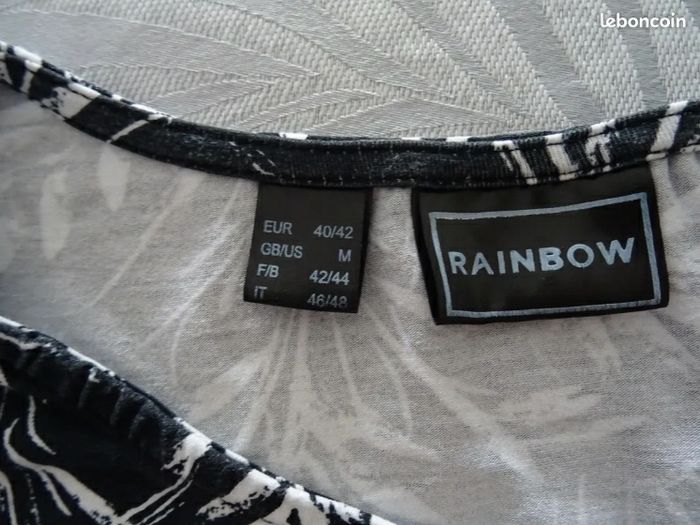 leboncoin
EUR 40/42
GB/US M
F/B 42/44
IT 46/48
RAINBOW